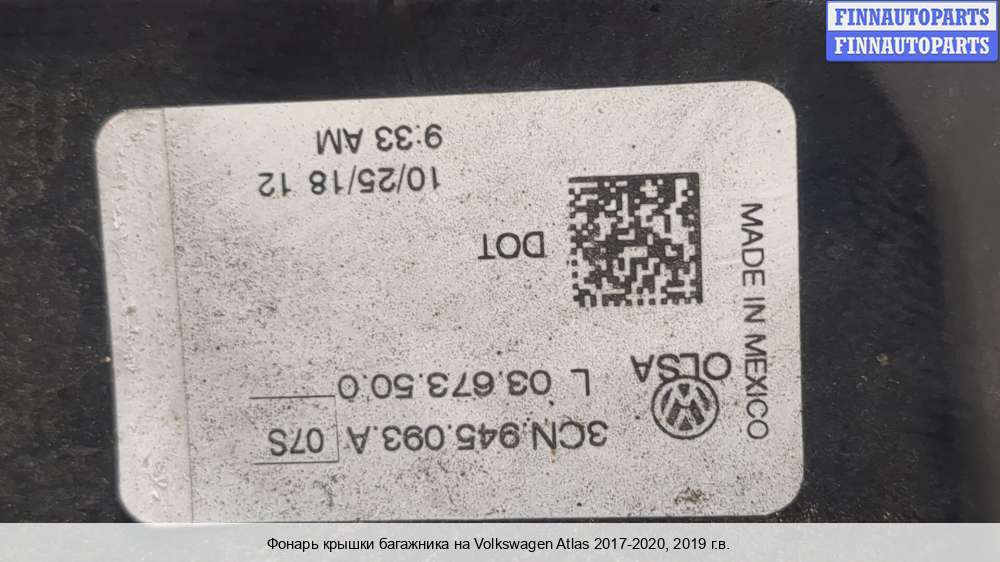 FINNAUTOPARTS
FINNAUTOPARTS
3CN.945.093.A 07S
L 03.673.50.0
OLSA
DOT
10/25/18 12
9:33 AM
MADE IN MEXICO
Фонарь крышки багажника на Volkswagen Atlas 2017-2020, 2019 г.в.